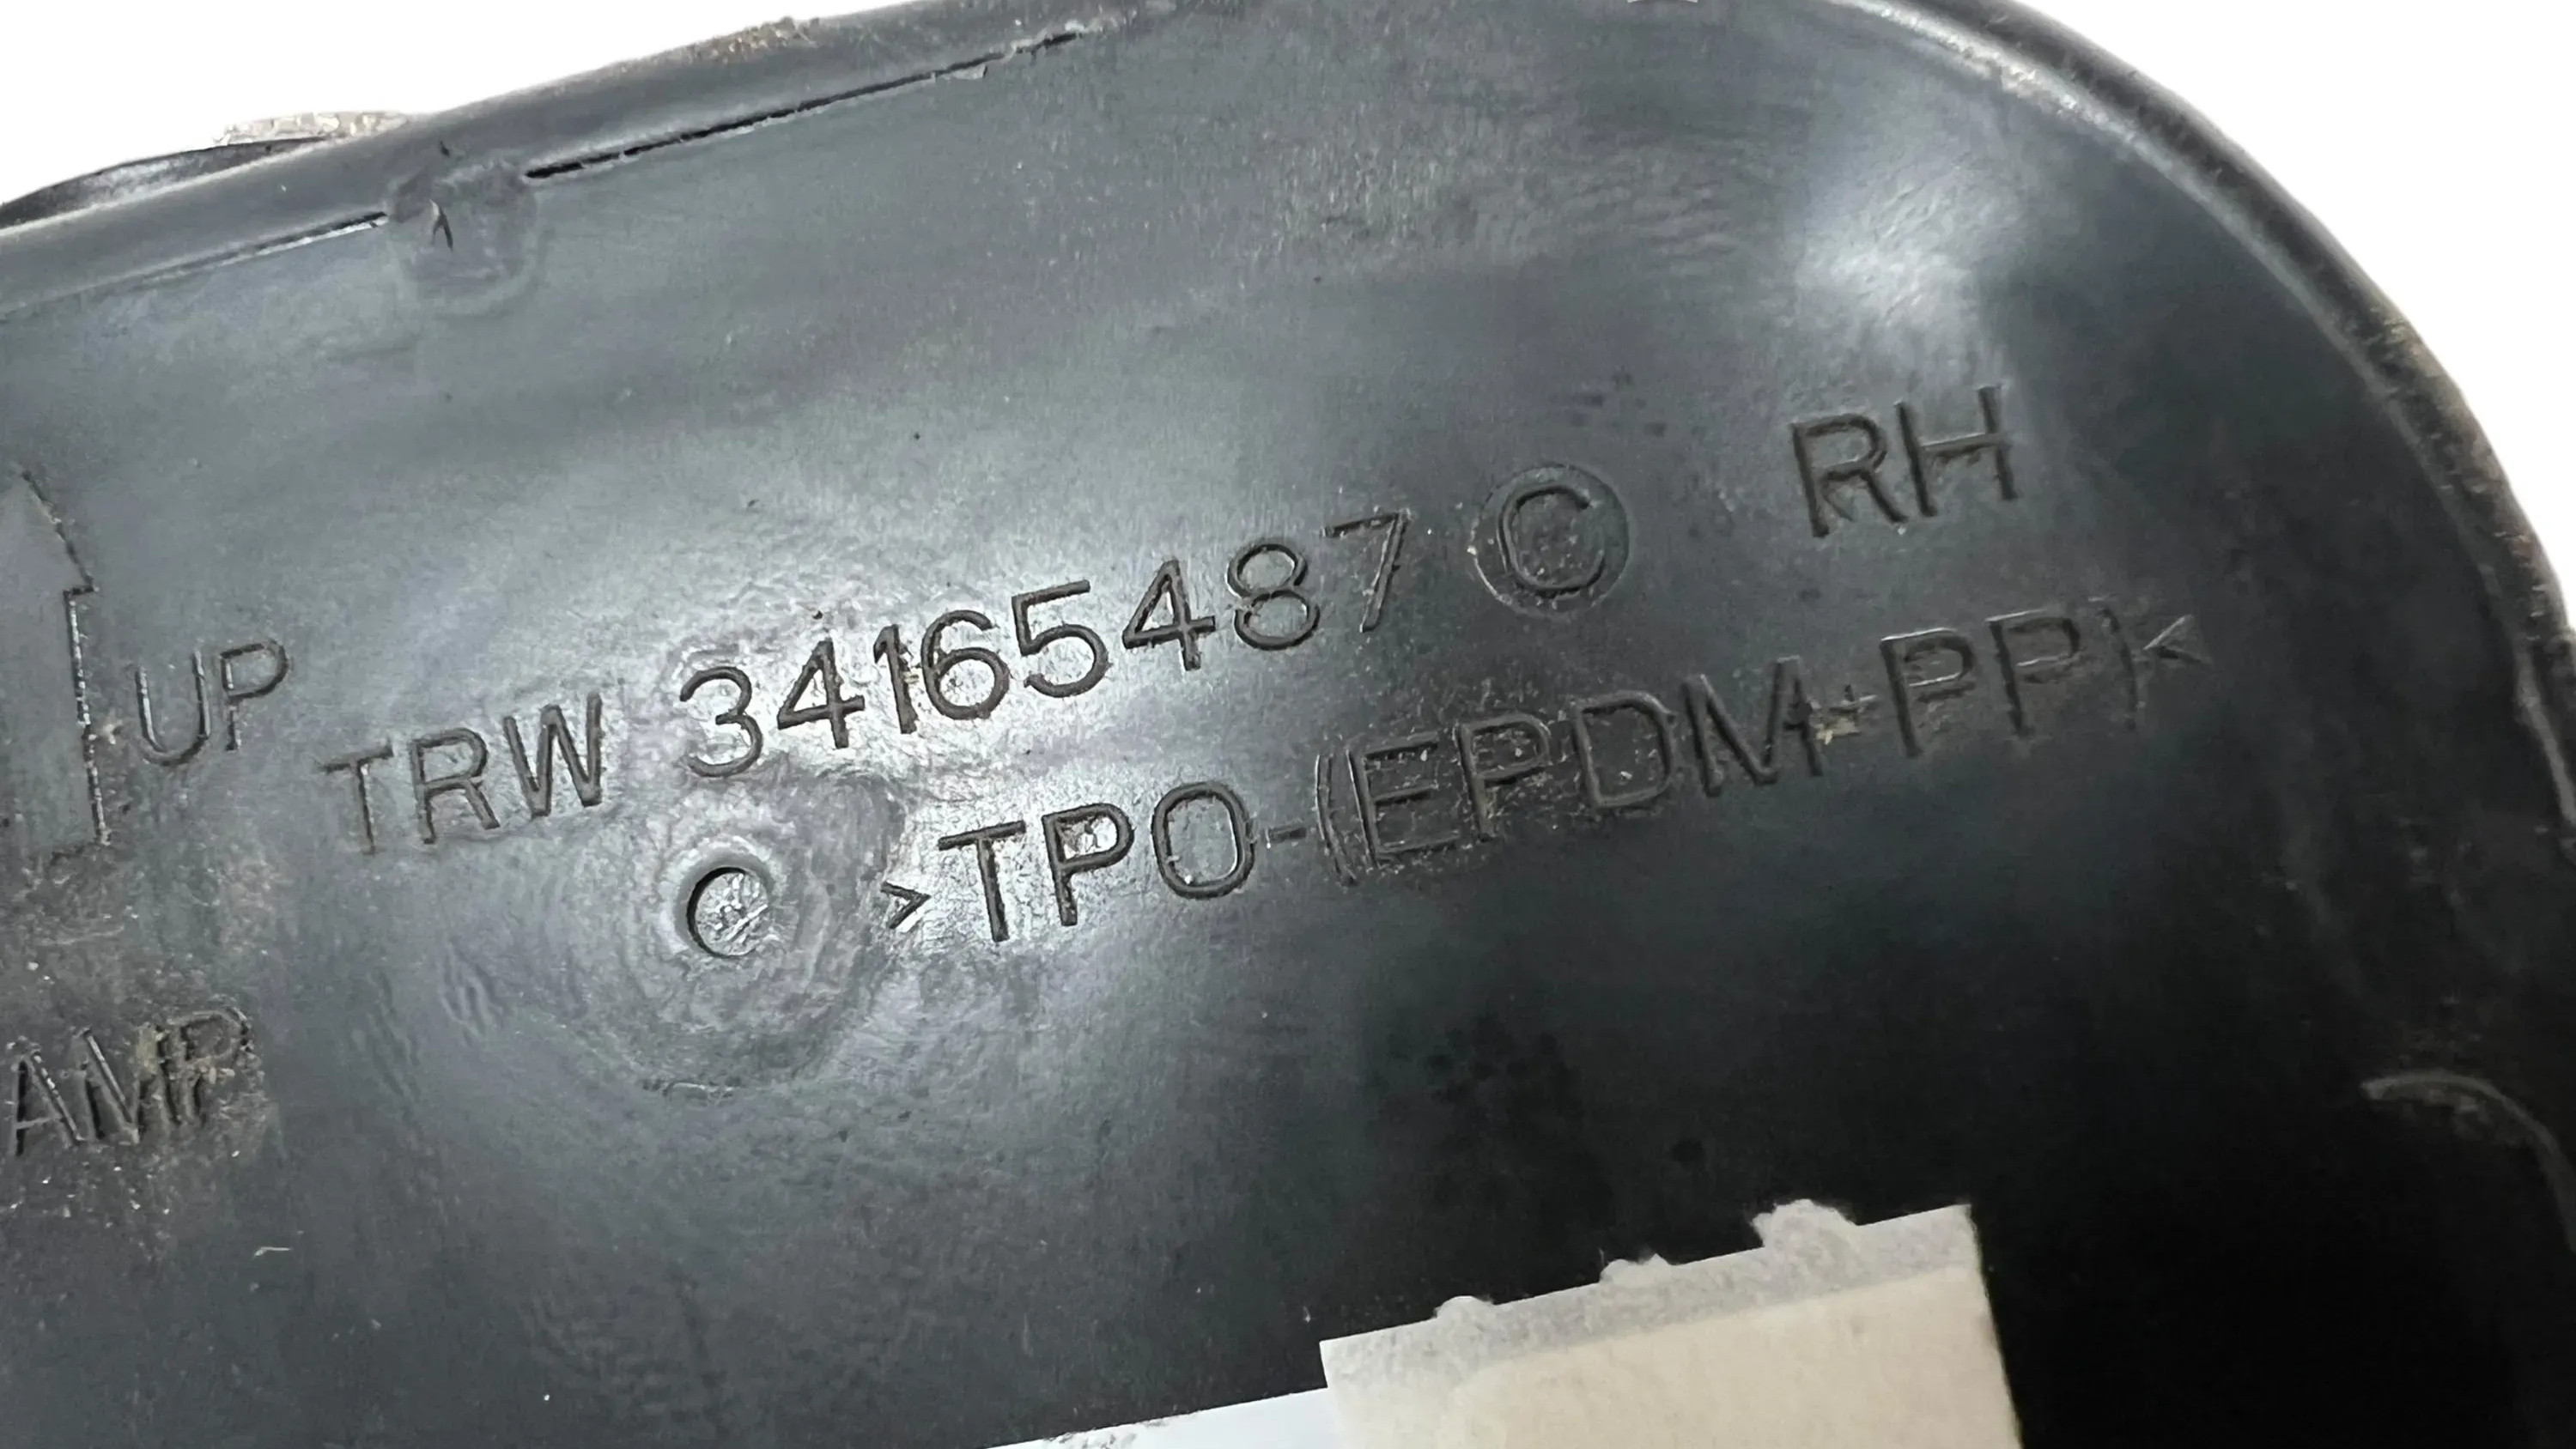 RH
UP
TRW 34165487 Ⓒ
>TPO-(EPDM+PP)<
AMP